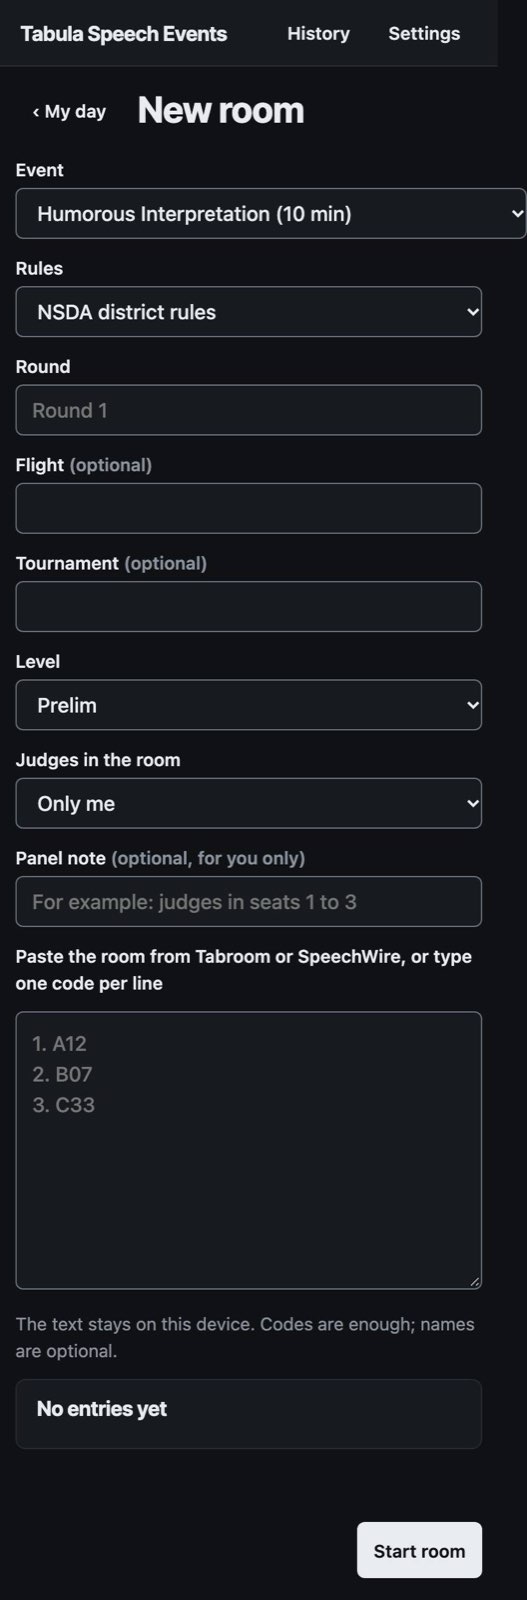 Tabula Speech Events History Settings
‹ My day New room
Event
Humorous Interpretation (10 min)
Rules
NSDA district rules
Round
Round 1
Flight (optional)
Tournament (optional)
Level
Prelim
Judges in the room
Only me
Panel note (optional, for you only)
For example: judges in seats 1 to 3
Paste the room from Tabroom or SpeechWire, or type
one code per line
1. A12
2. B07
3. C33
The text stays on this device. Codes are enough; names
are optional.
No entries yet
Start room